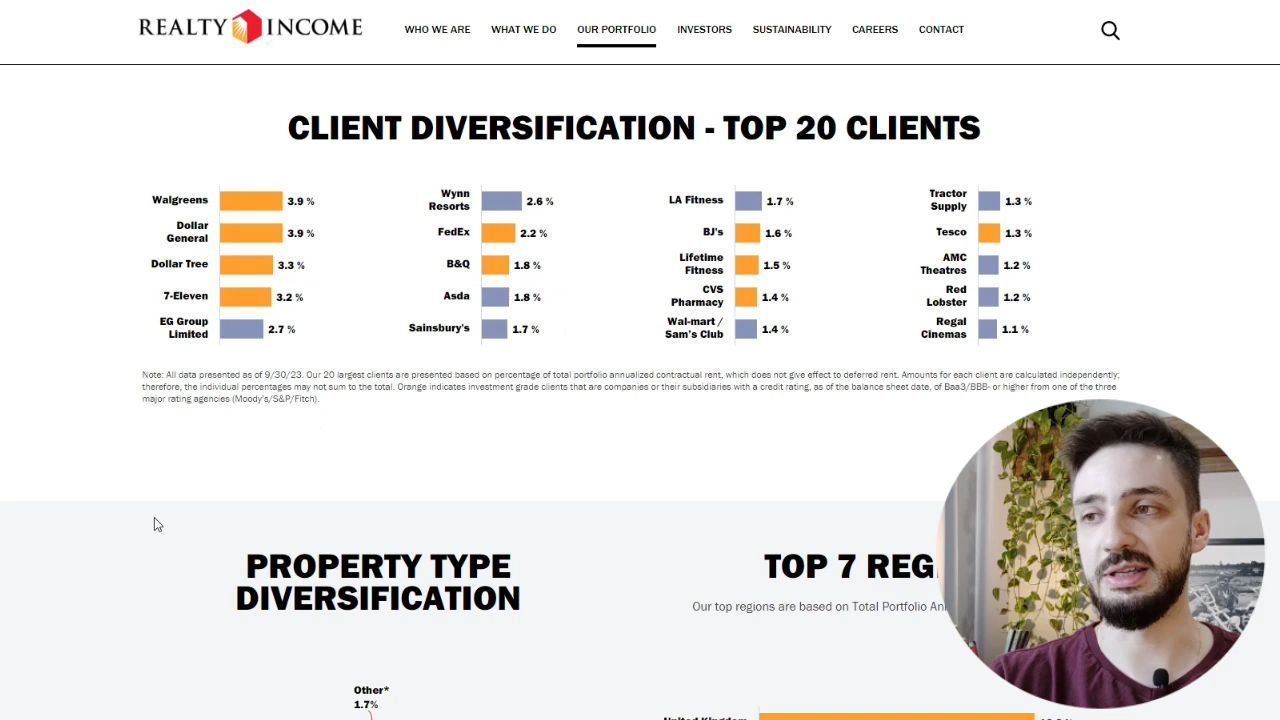 REALTY INCOME
WHO WE ARE
WHAT WE DO
OUR PORTFOLIO
INVESTORS
SUSTAINABILITY
CAREERS
CONTACT
CLIENT DIVERSIFICATION - TOP 20 CLIENTS
Walgreens 3.9 %
Dollar
General 3.9 %
Dollar Tree 3.3 %
7-Eleven 3.2 %
EG Group
Limited 2.7 %
Wynn
Resorts 2.6 %
FedEx 2.2 %
B&Q 1.8 %
Asda 1.8 %
Sainsbury's 1.7 %
LA Fitness 1.7 %
BJ's 1.6 %
Lifetime
Fitness 1.5 %
CVS
Pharmacy 1.4 %
Wal-mart /
Sam's Club 1.4 %
Tractor
Supply 1.3 %
Tesco 1.3 %
AMC
Theatres 1.2 %
Red
Lobster 1.2 %
Regal
Cinemas 1.1 %
Note: All data presented as of 9/30/23. Our 20 largest clients are presented based on percentage of total portfolio annualized contractual rent, which does not give effect to deferred rent. Amounts for each client are calculated independently;
therefore, the individual percentages may not sum to the total. Orange indicates investment grade clients that are companies or their subsidiaries with a credit rating, as of the balance sheet date, of Baa3/BBB- or higher from one of the three
major rating agencies (Moody's/S&P/Fitch).
PROPERTY TYPE
DIVERSIFICATION
Other*
1.7%
TOP 7 REG
Our top regions are based on Total Portfolio An
United Kingdom